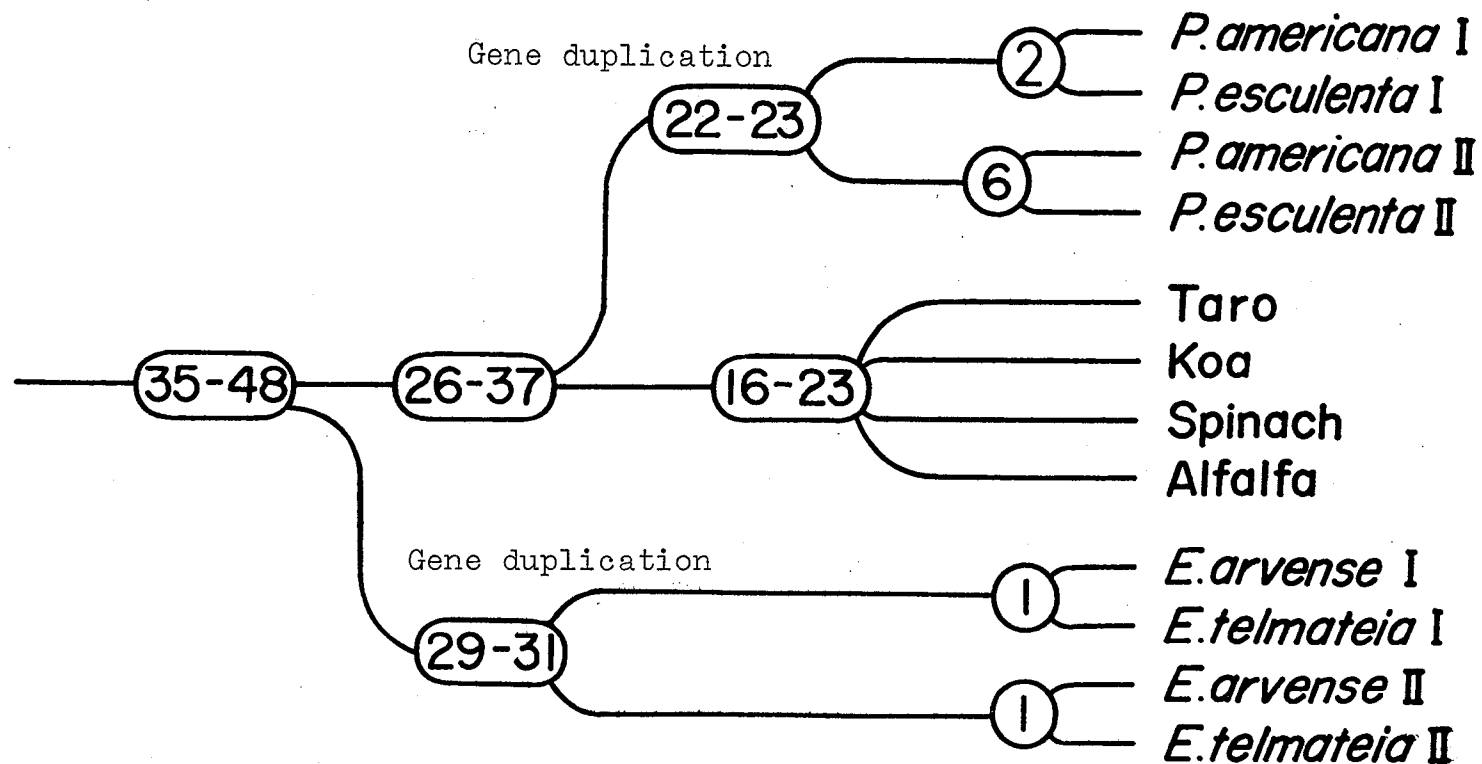 P. americana I
Gene duplication
2
P. esculenta I
22-23
P. americana II
6
P. esculenta II
Taro
35-48
26-37
16-23
Koa
Spinach
Alfalfa
Gene duplication
E. arvense I
1
E. telmateia I
29-31
E. arvense II
1
E. telmateia II